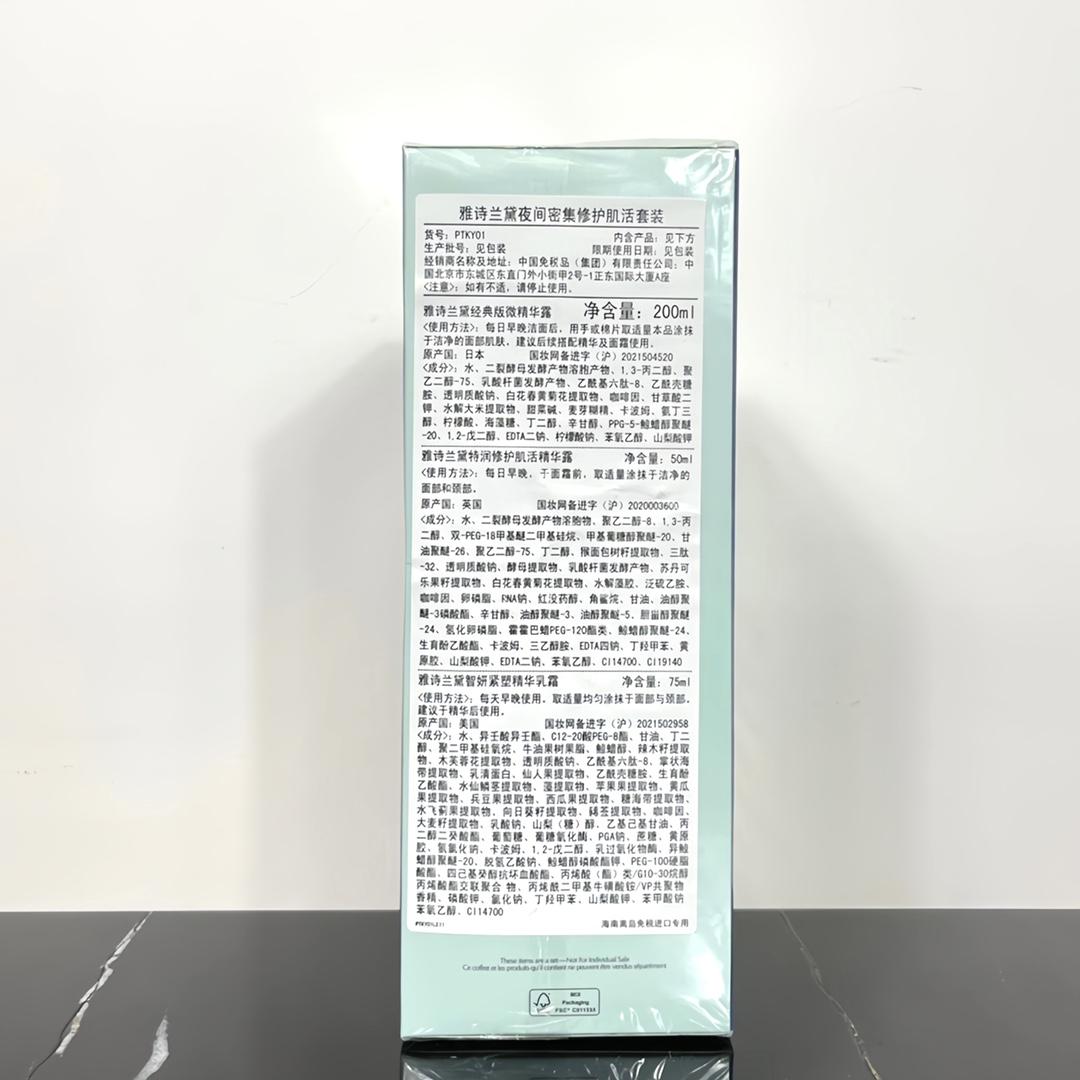 雅诗兰黛夜间密集修护肌活套装
货号：PTKY01 内含产品：见下方
生产批号：见包装 限期使用日期：见包装
经销商名称及地址：中国免税品（集团）有限责任公司；中
国北京市东城区东直门外小街甲2号-1正东国际大厦A座
<注意>：如有不适，请停止使用。
雅诗兰黛经典版微精华露 净含量：200ml
<使用方法>：每日早晚洁面后，用手或棉片取适量本品涂抹
于洁净的面部肌肤，建议后续搭配精华及面霜使用。
原产国：日本 国妆网备进字（沪）2021504520
<成分>：水、二裂酵母发酵产物溶胞产物、1,3-丙二醇、聚
乙二醇-75、乳酸杆菌发酵产物、乙酰基六肽-8、乙酰壳糖
胺、透明质酸钠、白花春黄菊花提取物、咖啡因、甘草酸二
钾、水解大米提取物、甜菜碱、麦芽糊精、卡波姆、氨丁三
醇、柠檬酸、海藻糖、丁二醇、辛甘醇、PPG-5-鲸蜡醇聚醚
-20、1,2-戊二醇、EDTA二钠、柠檬酸钠、苯氧乙醇、山梨酸钾
雅诗兰黛特润修护肌活精华露 净含量：50ml
<使用方法>：每日早晚，于面霜前，取适量涂抹于洁净的
面部和颈部。
原产国：英国 国妆网备进字（沪）2020003600
<成分>：水、二裂酵母发酵产物溶胞物、聚乙二醇-8、1,3-丙
二醇、双-PEG-18甲基醚二甲基硅烷、甲基葡糖醇聚醚-20、甘
油聚醚-26、聚乙二醇-75、丁二醇、猴面包树籽提取物、三肽
-32、透明质酸钠、酵母提取物、乳酸杆菌发酵产物、苏丹可
乐果籽提取物、白花春黄菊花提取物、水解藻胶、泛硫乙胺、
咖啡因、卵磷脂、RNA钠、红没药醇、角鲨烷、甘油、油醇聚
醚-3磷酸酯、辛甘醇、油醇聚醚-3、油醇聚醚-5、胆甾醇聚醚
-24、氢化卵磷脂、霍霍巴蜡PEG-120酯类、鲸蜡醇聚醚-24、
生育酚乙酸酯、卡波姆、三乙醇胺、EDTA四钠、丁羟甲苯、黄
原胶、山梨酸钾、EDTA二钠、苯氧乙醇、CI14700、CI19140
雅诗兰黛智妍紧塑精华乳霜 净含量：75ml
<使用方法>：每天早晚使用。取适量均匀涂抹于面部与颈部。
建议于精华后使用。
原产国：美国 国妆网备进字（沪）2021502958
<成分>：水、异壬酸异壬酯、C12-20酸PEG-8酯、甘油、丁二
醇、聚二甲基硅氧烷、牛油果树果脂、鲸蜡醇、辣木籽提取
物、木芙蓉花提取物、透明质酸钠、乙酰基六肽-8、掌状海
带提取物、乳清蛋白、仙人果提取物、乙酰壳糖胺、生育酚
乙酸酯、水仙鳞茎提取物、藻提取物、苹果果提取物、黄瓜
果提取物、兵豆果提取物、西瓜果提取物、糖海带提取物、
水飞蓟果提取物、向日葵籽提取物、豨莶提取物、咖啡因、
大麦籽提取物、乳酸钠、山梨（糖）醇、乙基己基甘油、丙
二醇二癸酸酯、葡萄糖、葡糖氧化酶、PGA钠、蔗糖、黄原
胶、氢氧化钠、卡波姆、1,2-戊二醇、乳过氧化物酶、异鲸
蜡醇聚醚-20、脱氢乙酸钠、鲸蜡醇磷酸酯钾、PEG-100硬脂
酸酯、四己基癸醇抗坏血酸酯、丙烯酸（酯）类/C10-30烷醇
丙烯酸酯交联聚合 物、丙烯酰二甲基牛磺酸铵/VP共聚物
香精、磷酸钾、氯化钠、丁羟甲苯、山梨酸钾、苯甲酸钠
苯氧乙醇、CI14700
海南离岛免税进口专用
These items are a set—Not For Individual Sale
Ce coffret et les produits qu'il contient ne peuvent être vendus séparément
MIX
Packaging